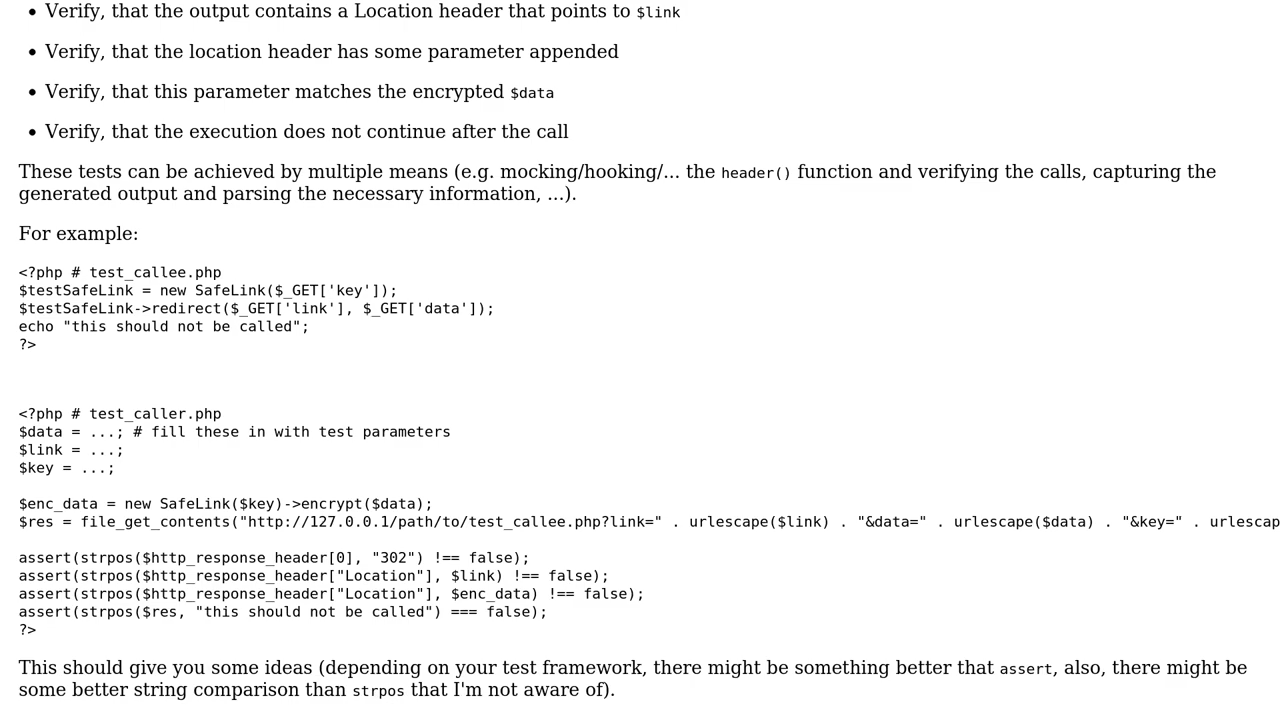 • Verify, that the output contains a Location header that points to $link
• Verify, that the location header has some parameter appended
• Verify, that this parameter matches the encrypted $data
• Verify, that the execution does not continue after the call
These tests can be achieved by multiple means (e.g. mocking/hooking/... the header() function and verifying the calls, capturing the
generated output and parsing the necessary information, ...).
For example:
<?php # test_callee.php
$testSafeLink = new SafeLink($_GET['key']);
$testSafeLink->redirect($_GET['link'], $_GET['data']);
echo "this should not be called";
?>
<?php # test_caller.php
$data = ...; # fill these in with test parameters
$link = ...;
$key = ...;
$enc_data = new SafeLink($key)->encrypt($data);
$res = file_get_contents("http://127.0.0.1/path/to/test_callee.php?link=" . urlescape($link) . "&data=" . urlescape($data) . "&key=" . urlescap
assert(strpos($http_response_header[0], "302") !== false);
assert(strpos($http_response_header["Location"], $link) !== false);
assert(strpos($http_response_header["Location"], $enc_data) !== false);
assert(strpos($res, "this should not be called") === false);
?>
This should give you some ideas (depending on your test framework, there might be something better that assert, also, there might be
some better string comparison than strpos that I'm not aware of).